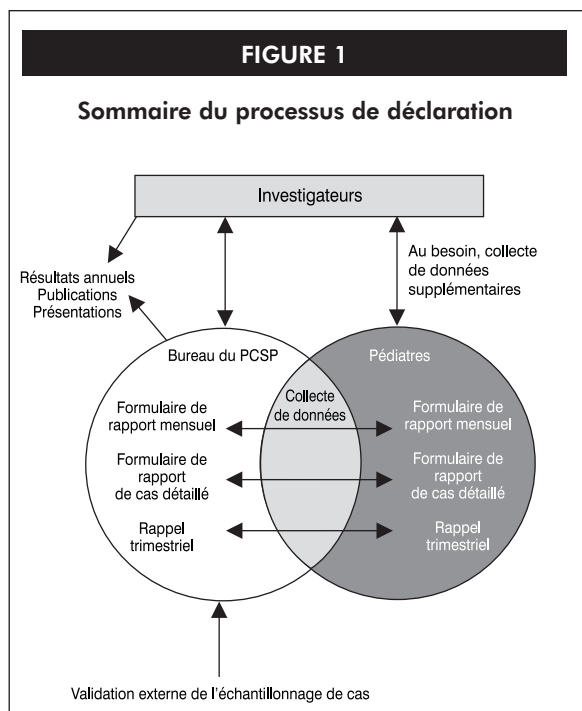 FIGURE 1
Sommaire du processus de déclaration
Investigateurs
Au besoin, collecte
de données
supplémentaires
Résultats annuels
Publications
Présentations
Bureau du PCSP
Pédiatres
Collecte
de données
Formulaire de
rapport mensuel
Formulaire de
rapport mensuel
Formulaire de
rapport
de cas détaillé
Formulaire de
rapport
de cas détaillé
Rappel
trimestriel
Rappel
trimestriel
Validation externe de l'échantillonnage de cas